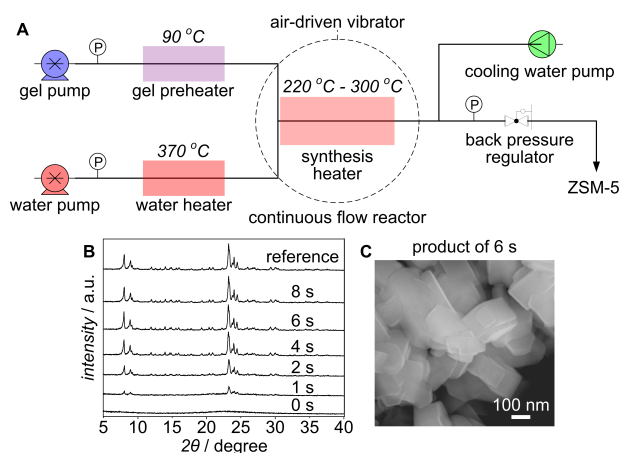 A
air-driven vibrator
90 °C
P
gel pump
gel preheater
220 °C - 300 °C
cooling water pump
P
370 °C
synthesis
heater
back pressure
regulator
P
water pump
water heater
ZSM-5
continuous flow reactor
B
reference
8 s
6 s
4 s
2 s
1 s
0 s
intensity / a.u.
5 10 15 20 25 30 35 40
2θ / degree
C
product of 6 s
100 nm